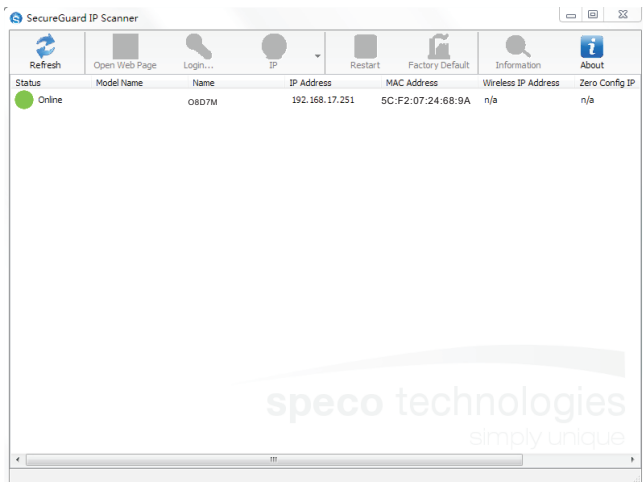 SecureGuard IP Scanner
Refresh Open Web Page Login... IP Restart Factory Default Information About
Status Model Name Name IP Address MAC Address Wireless IP Address Zero Config IP
Online O8D7M 192.168.17.251 5C:F2:07:24:68:9A n/a n/a
speco technologies
simply unique